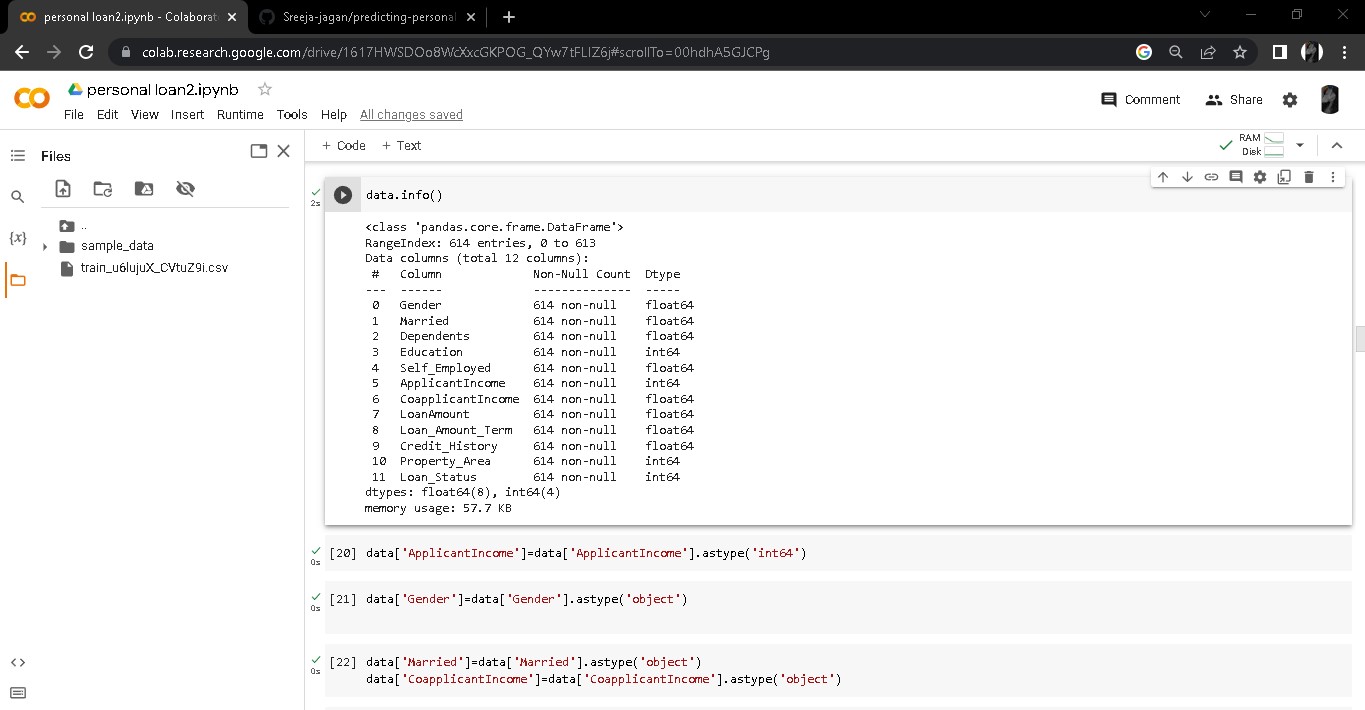 personal loan2.ipynb - Colaborat
Sreeja-jagan/predicting-personal
colab.research.google.com/drive/1617HWSDOo8WcXxcGKPOG_QYw7tFLIZ6j#scrollTo=00hdhA5GJCPg
personal loan2.ipynb
File Edit View Insert Runtime Tools Help All changes saved
Comment
Share
Files
+ Code + Text
RAM
Disk
..
sample_data
train_u6lujuX_CVtuZ9i.csv
{x}
2s
data.info()
<class 'pandas.core.frame.DataFrame'>
RangeIndex: 614 entries, 0 to 613
Data columns (total 12 columns):
# Column Non-Null Count Dtype
--- ------ -------------- -----
0 Gender 614 non-null float64
1 Married 614 non-null float64
2 Dependents 614 non-null float64
3 Education 614 non-null int64
4 Self_Employed 614 non-null float64
5 ApplicantIncome 614 non-null int64
6 CoapplicantIncome 614 non-null float64
7 LoanAmount 614 non-null float64
8 Loan_Amount_Term 614 non-null float64
9 Credit_History 614 non-null float64
10 Property_Area 614 non-null int64
11 Loan_Status 614 non-null int64
dtypes: float64(8), int64(4)
memory usage: 57.7 KB
0s
[20] data['ApplicantIncome']=data['ApplicantIncome'].astype('int64')
0s
[21] data['Gender']=data['Gender'].astype('object')
0s
[22] data['Married']=data['Married'].astype('object')
data['CoapplicantIncome']=data['CoapplicantIncome'].astype('object')